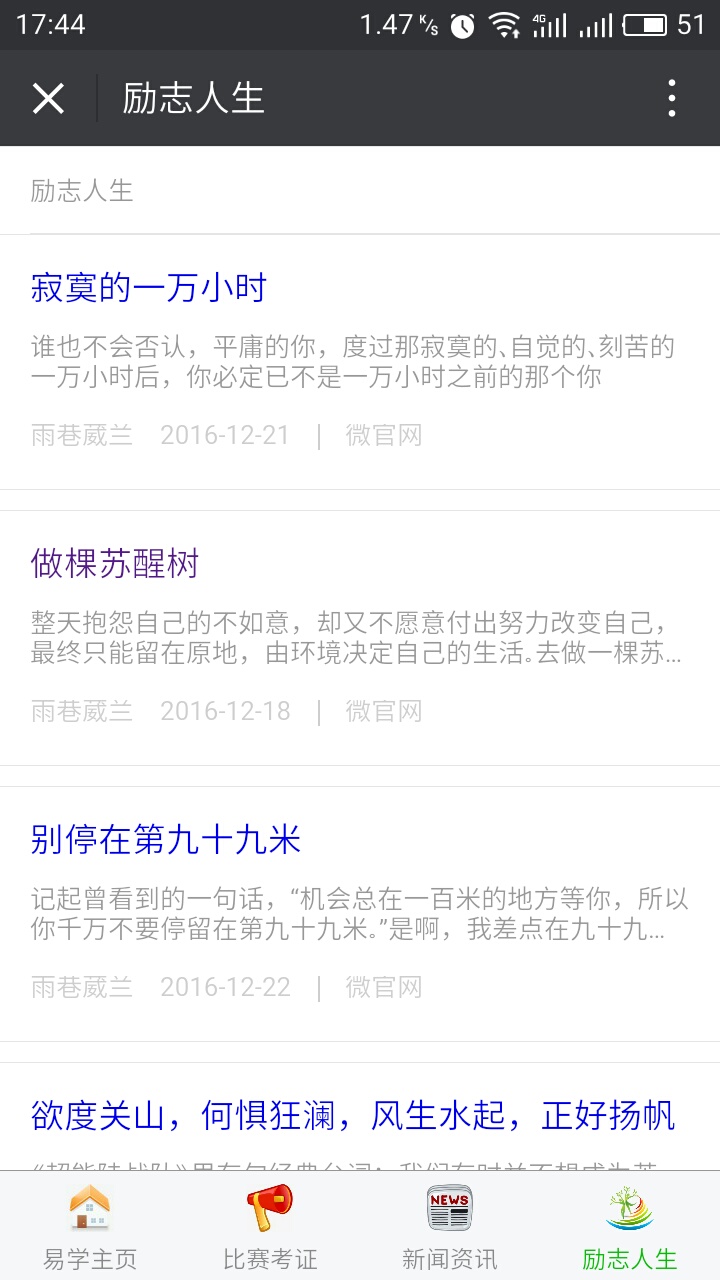 17:44 1.47 K/s 4G 51
励志人生
励志人生
寂寞的一万小时
谁也不会否认，平庸的你，度过那寂寞的、自觉的、刻苦的
一万小时后，你必定已不是一万小时之前的那个你
雨巷葳兰 2016-12-21 | 微官网
做棵苏醒树
整天抱怨自己的不如意，却又不愿意付出努力改变自己，
最终只能留在原地，由环境决定自己的生活。去做一棵苏...
雨巷葳兰 2016-12-18 | 微官网
别停在第九十九米
记起曾看到的一句话，“机会总在一百米的地方等你，所以
你千万不要停留在第九十九米。”是啊，我差点在九十九...
雨巷葳兰 2016-12-22 | 微官网
欲度关山，何惧狂澜，风生水起，正好扬帆
NEWS
易学主页 比赛考证 新闻资讯 励志人生